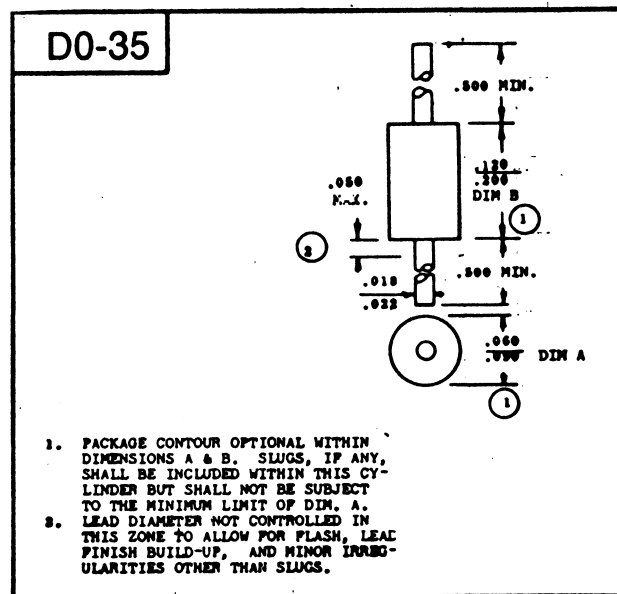 D0-35
.500 MIN.
.120
.200
DIM B
.050
MAX.
1
2
.500 MIN.
.018
.022
.060
.090 DIM A
1
1. PACKAGE CONTOUR OPTIONAL WITHIN
DIMENSIONS A & B. SLUGS, IF ANY,
SHALL BE INCLUDED WITHIN THIS CY-
LINDER BUT SHALL NOT BE SUBJECT
TO THE MINIMUM LIMIT OF DIM. A.
2. LEAD DIAMETER NOT CONTROLLED IN
THIS ZONE TO ALLOW FOR FLASH, LEAD
FINISH BUILD-UP, AND MINOR IRREG-
ULARITIES OTHER THAN SLUGS.